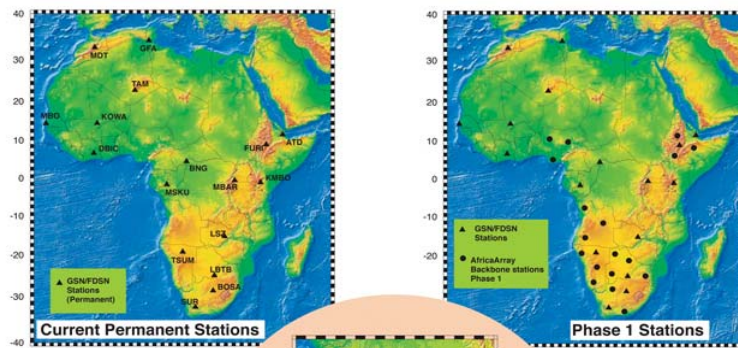 40
30
20
10
0
-10
-20
-30
-40
MDT
GFA
TAM
MBO
KOWA
DBIC
ATD
FURI
BNG
MSKU
MBAR
KMBO
LSZ
TSUM
LBTB
BOSA
SUR
GSN/FDSN
Stations
(Permanent)
Current Permanent Stations
40
30
20
10
0
-10
-20
-30
-40
GSN/FDSN
Stations
AfricaArray
Backbone stations
Phase 1
Phase 1 Stations